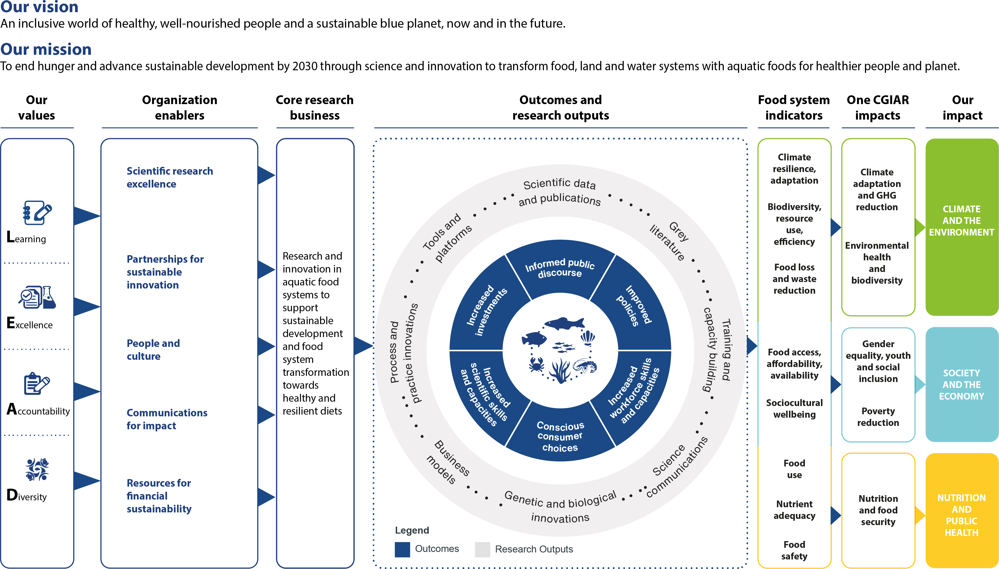 Our vision
An inclusive world of healthy, well-nourished people and a sustainable blue planet, now and in the future.
Our mission
To end hunger and advance sustainable development by 2030 through science and innovation to transform food, land and water systems with aquatic foods for healthier people and planet.
Our
values
Learning
Excellence
Accountability
Diversity
Organization
enablers
Scientific research
excellence
Partnerships for
sustainable
innovation
People and
culture
Communications
for impact
Resources for
financial
sustainability
Core research
business
Research and
innovation in
aquatic food
systems to
support
sustainable
development
and food
system
transformation
towards
healthy and
resilient diets
Outcomes and
research outputs
Scientific data
and publications
Grey
literature
Training and
capacity building
Science
communications
Genetic and biological
innovations
Business
models
Process and
practice innovations
Tools and
platforms
Informed public
discourse
Improved
policies
Increased
workforce skills
and capacities
Conscious
consumer
choices
Increased
scientific skills
and capacities
Increased
investments
Legend
Outcomes
Research Outputs
Food system
indicators
Climate
resilience,
adaptation
Biodiversity,
resource
use,
efficiency
Food loss
and waste
reduction
Food access,
affordability,
availability
Sociocultural
wellbeing
Food
use
Nutrient
adequacy
Food
safety
One CGIAR
impacts
Climate
adaptation
and GHG
reduction
Environmental
health
and
biodiversity
Gender
equality, youth
and social
inclusion
Poverty
reduction
Nutrition
and food
security
Our
impact
CLIMATE
AND THE
ENVIRONMENT
SOCIETY
AND THE
ECONOMY
NUTRITION
AND
PUBLIC
HEALTH